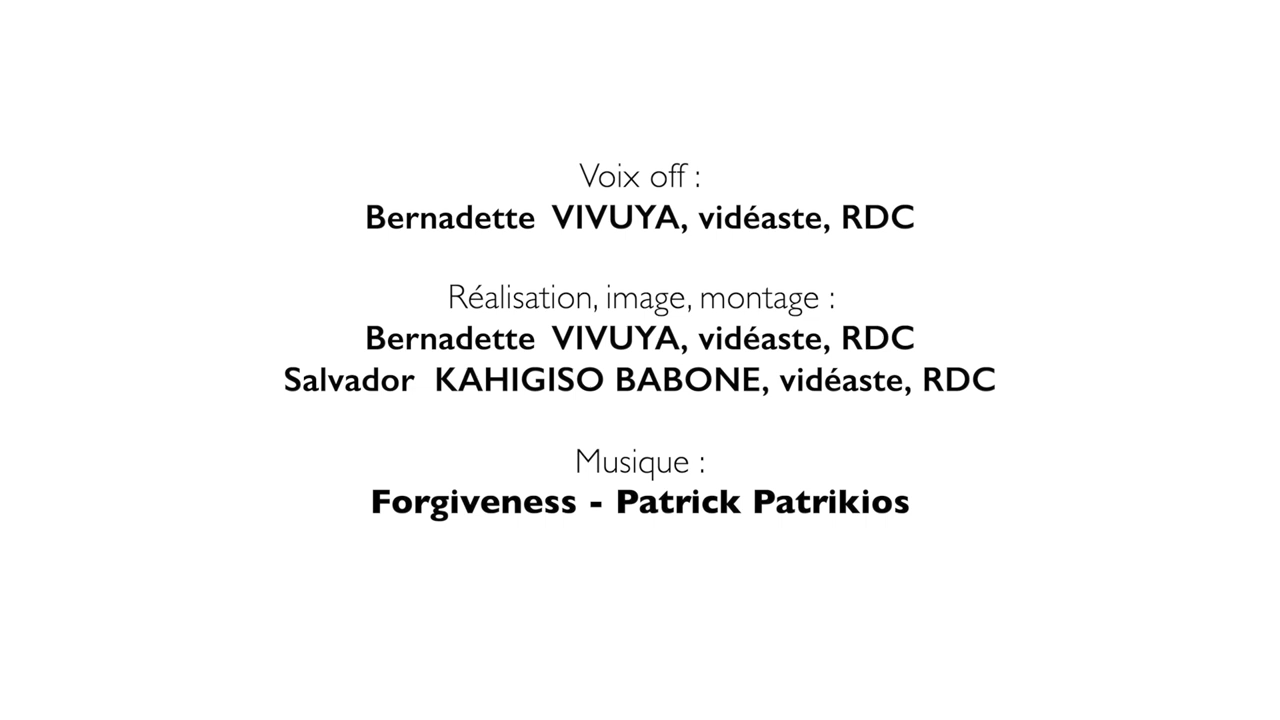 Voix off :
Bernadette VIVUYA, vidéaste, RDC
Réalisation, image, montage :
Bernadette VIVUYA, vidéaste, RDC
Salvador KAHIGISO BABONE, vidéaste, RDC
Musique :
Forgiveness - Patrick Patrikios